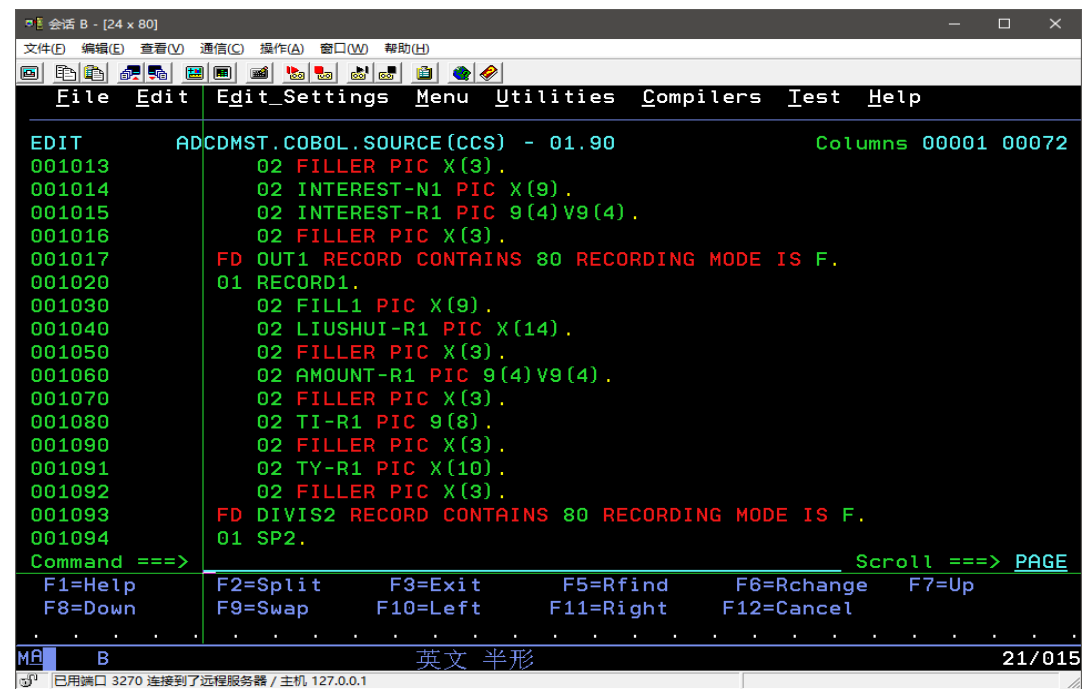 会话 B - [24 x 80]
文件(F) 编辑(E) 查看(V) 通信(C) 操作(A) 窗口(W) 帮助(H)
File Edit Edit_Settings Menu Utilities Compilers Test Help
EDIT ADCDMST.COBOL.SOURCE(CCS) - 01.90 Columns 00001 00072
001013 02 FILLER PIC X(3).
001014 02 INTEREST-N1 PIC X(9).
001015 02 INTEREST-R1 PIC 9(4)V9(4).
001016 02 FILLER PIC X(3).
001017 FD OUT1 RECORD CONTAINS 80 RECORDING MODE IS F.
001020 01 RECORD1.
001030 02 FILL1 PIC X(9).
001040 02 LIUSHUI-R1 PIC X(14).
001050 02 FILLER PIC X(3).
001060 02 AMOUNT-R1 PIC 9(4)V9(4).
001070 02 FILLER PIC X(3).
001080 02 TI-R1 PIC 9(8).
001090 02 FILLER PIC X(3).
001091 02 TY-R1 PIC X(10).
001092 02 FILLER PIC X(3).
001093 FD DIVIS2 RECORD CONTAINS 80 RECORDING MODE IS F.
001094 01 SP2.
Command ===> Scroll ===> PAGE
F1=Help F2=Split F3=Exit F5=Rfind F6=Rchange F7=Up
F8=Down F9=Swap F10=Left F11=Right F12=Cancel
MA B 英文 半形 21/015
已用端口 3270 连接到了远程服务器 / 主机 127.0.0.1